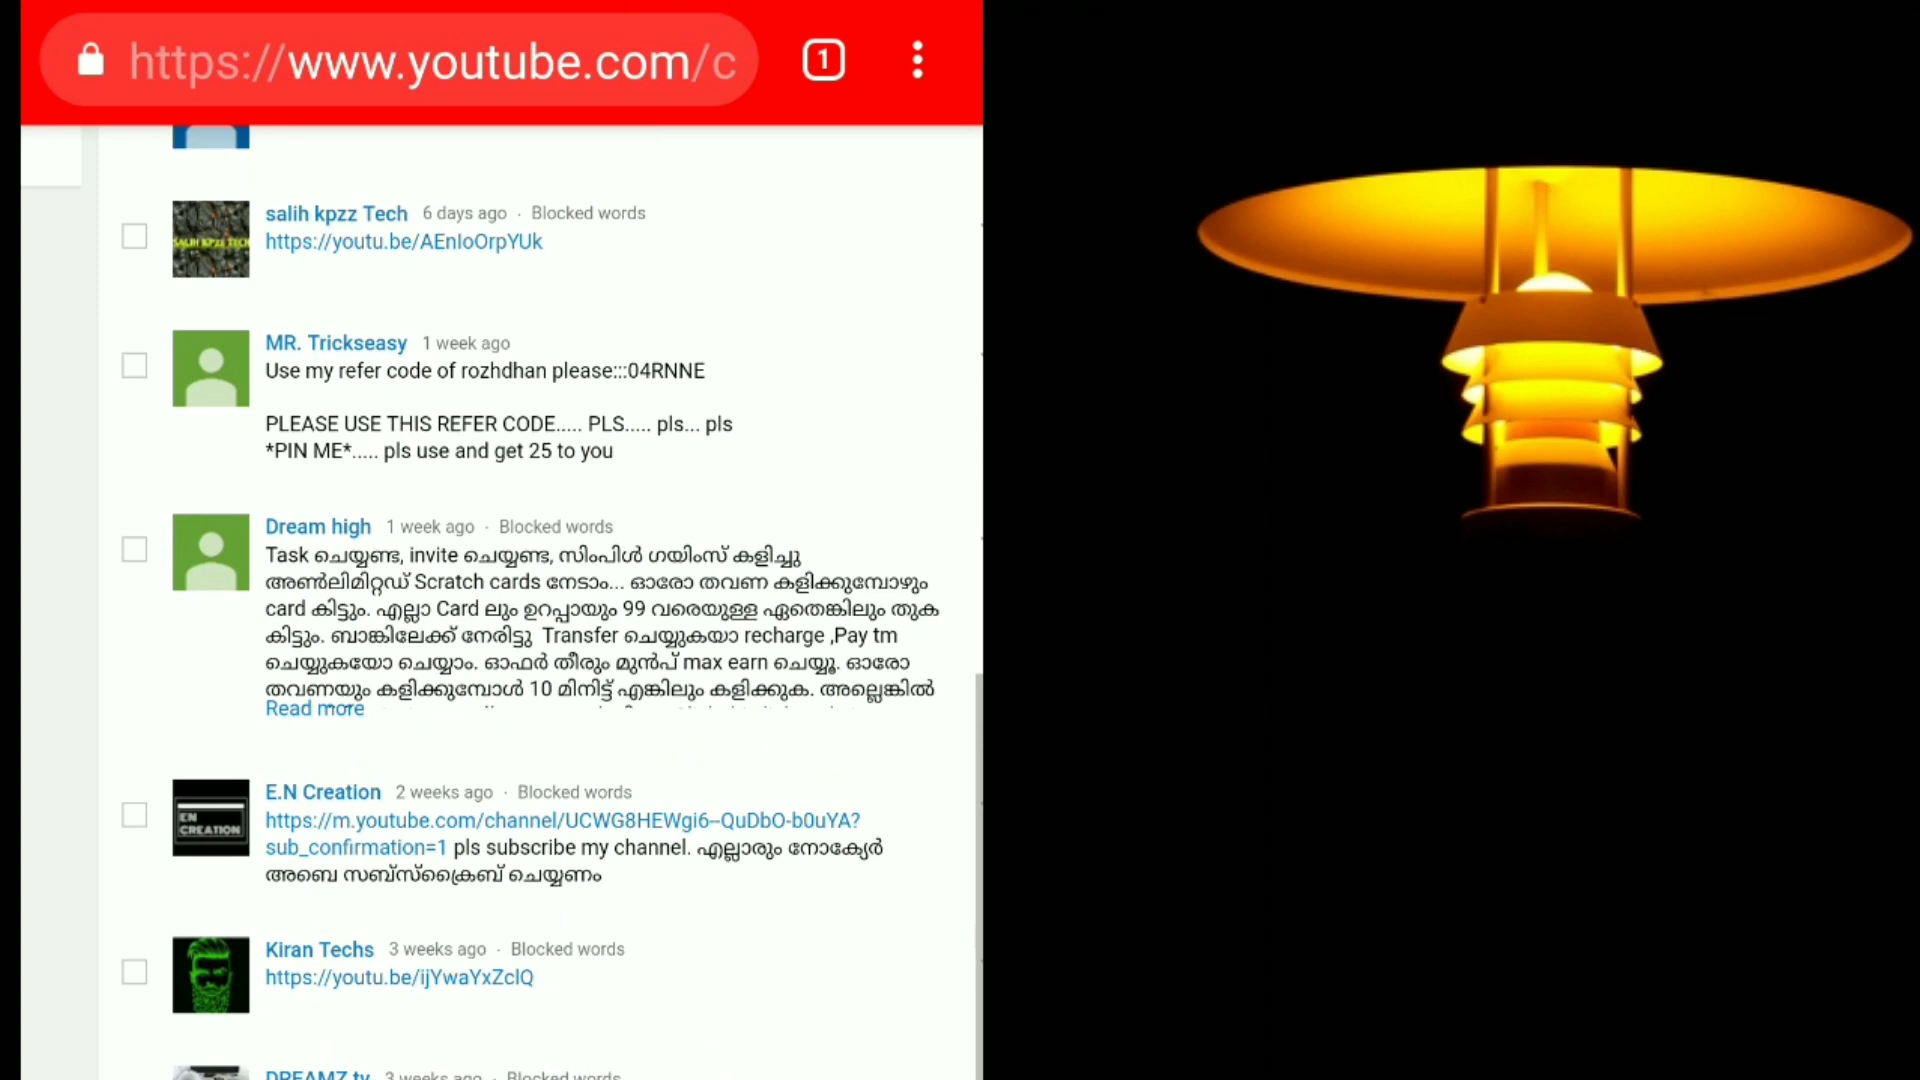 https://www.youtube.com/c
1
salih kpzz Tech 6 days ago · Blocked words
SALIH KPZZ TECH
https://youtu.be/AEnIoOrpYUk
MR. Trickseasy 1 week ago
Use my refer code of rozhdhan please:::04RNNE
PLEASE USE THIS REFER CODE..... PLS..... pls... pls
*PIN ME*..... pls use and get 25 to you
Dream high 1 week ago · Blocked words
Task ചെയ്യണ്ട, invite ചെയ്യണ്ട, സിംപിൾ ഗയിംസ് കളിച്ചു
അൺലിമിറ്റഡ് Scratch cards നേടാം... ഓരോ തവണ കളിക്കുമ്പോഴും
card കിട്ടും. എല്ലാ Card ലും ഉറപ്പായും 99 വരെയുള്ള ഏതെങ്കിലും തുക
കിട്ടും. ബാങ്കിലേക്ക് നേരിട്ടു Transfer ചെയ്യുകയാ recharge ,Pay tm
ചെയ്യുകയോ ചെയ്യാം. ഓഫർ തീരും മുൻപ് max earn ചെയ്യൂ. ഓരോ
തവണയും കളിക്കുമ്പോൾ 10 മിനിട്ട് എങ്കിലും കളിക്കുക. അല്ലെങ്കിൽ
Read more
E.N Creation 2 weeks ago · Blocked words
EN
CREATION
https://m.youtube.com/channel/UCWG8HEWgi6--QuDbO-b0uYA?
sub_confirmation=1 pls subscribe my channel. എല്ലാരും നോക്യേർ
അബെ സബ്സ്ക്രൈബ് ചെയ്യണം
Kiran Techs 3 weeks ago · Blocked words
https://youtu.be/ijYwaYxZclQ
DREAMZ tv 3 weeks ago · Blocked words